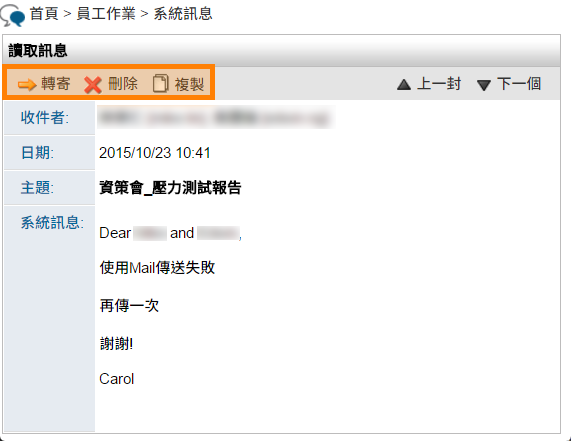 首頁 > 員工作業 > 系統訊息
讀取訊息
轉寄 刪除 複製 上一封 下一個
收件者:
日期: 2015/10/23 10:41
主題: 資策會_壓力測試報告
系統訊息:
Dear and ,
使用Mail傳送失敗
再傳一次
謝謝!
Carol